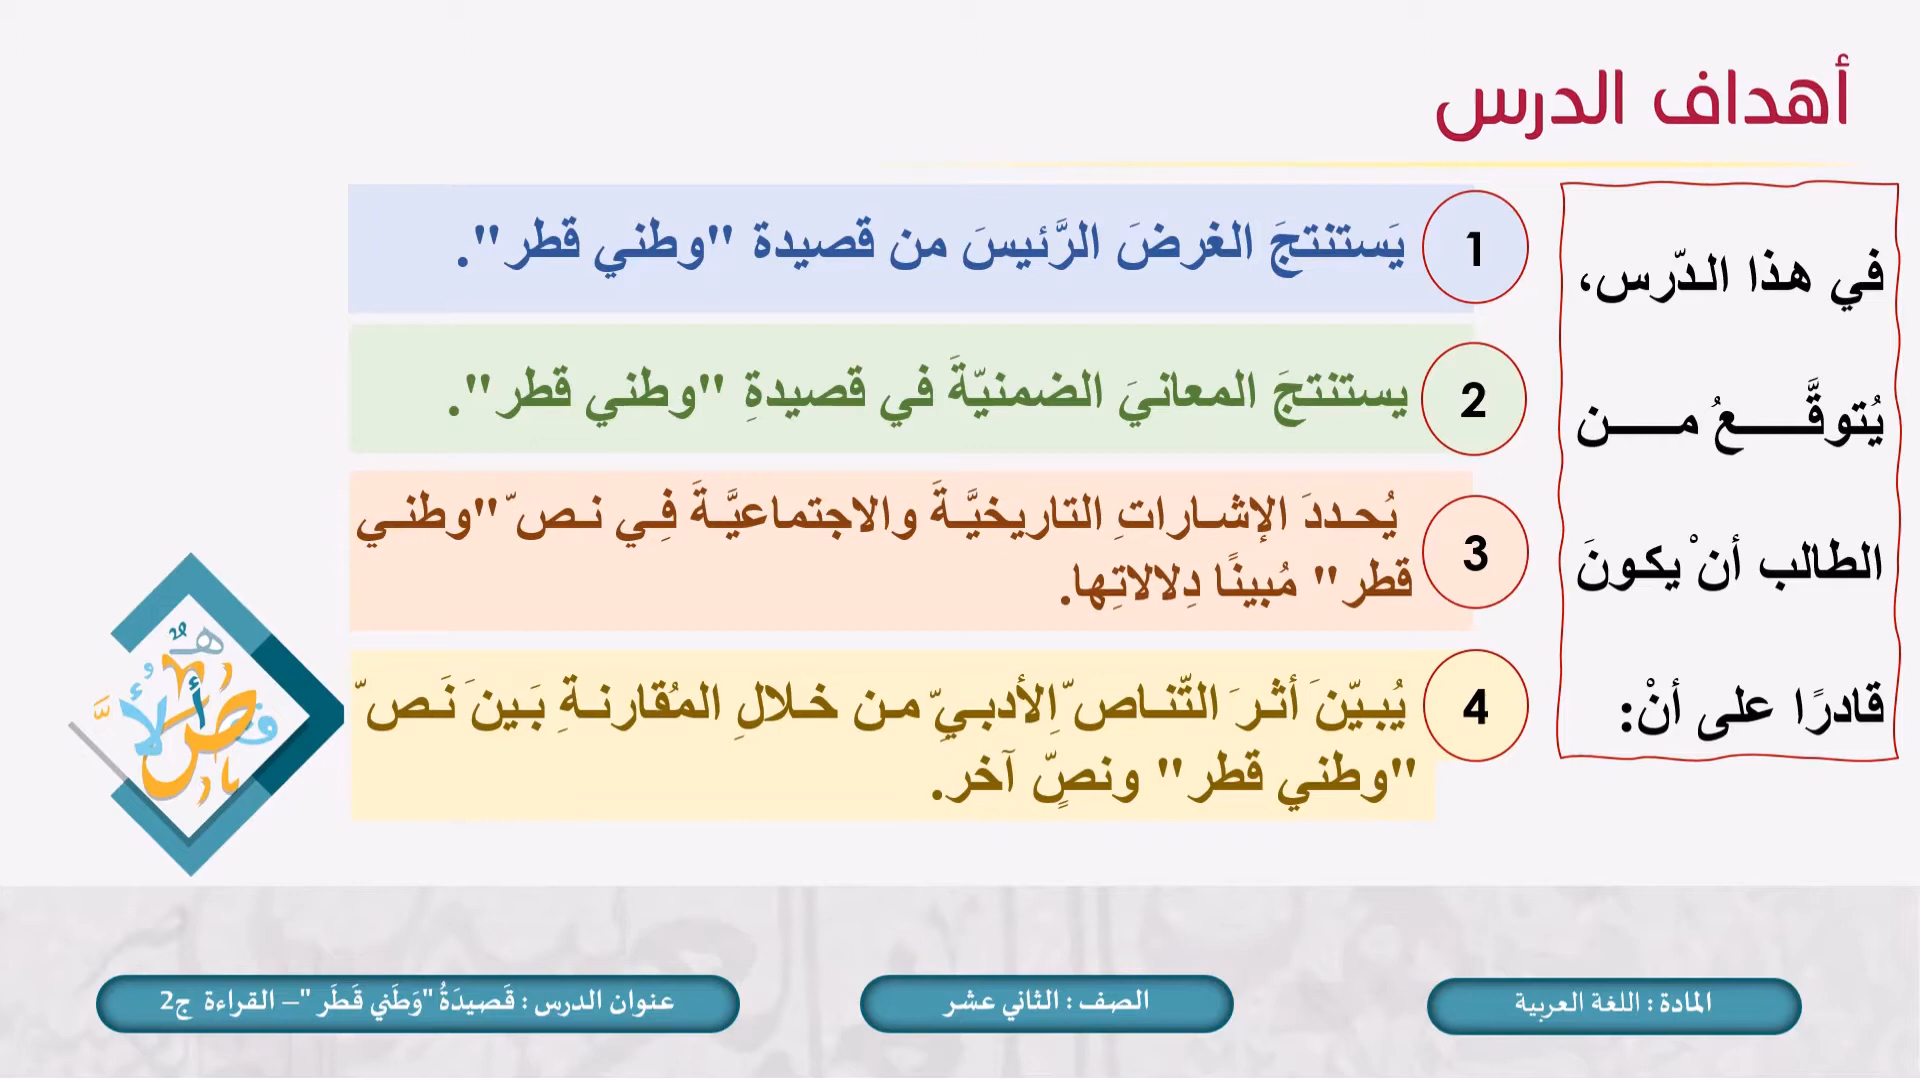 أهداف الدرس
في هذا الدّرس،
يُتوقَّعُ من
الطالب أنْ يكونَ
قادرًا على أنْ:
1
يَستنتجَ الغرضَ الرَّئيسَ من قصيدة "وطني قطر".
2
يستنتجَ المعانيَ الضمنيّةَ في قصيدةِ "وطني قطر".
3
يُحددَ الإشاراتِ التاريخيَّةَ والاجتماعيَّةَ فِي نصّ "وطني
قطر" مُبينًا دِلالاتِها.
4
يُبيّنَ أثرَ التّناصّ الأدبيِّ من خلالِ المُقارنةِ بَينَ نَصّ
"وطني قطر" ونصٍّ آخر.
المادة : اللغة العربية
الصف : الثاني عشر
عنوان الدرس : قَصيدَةُ "وَطَني قَطَر "– القراءة ج2